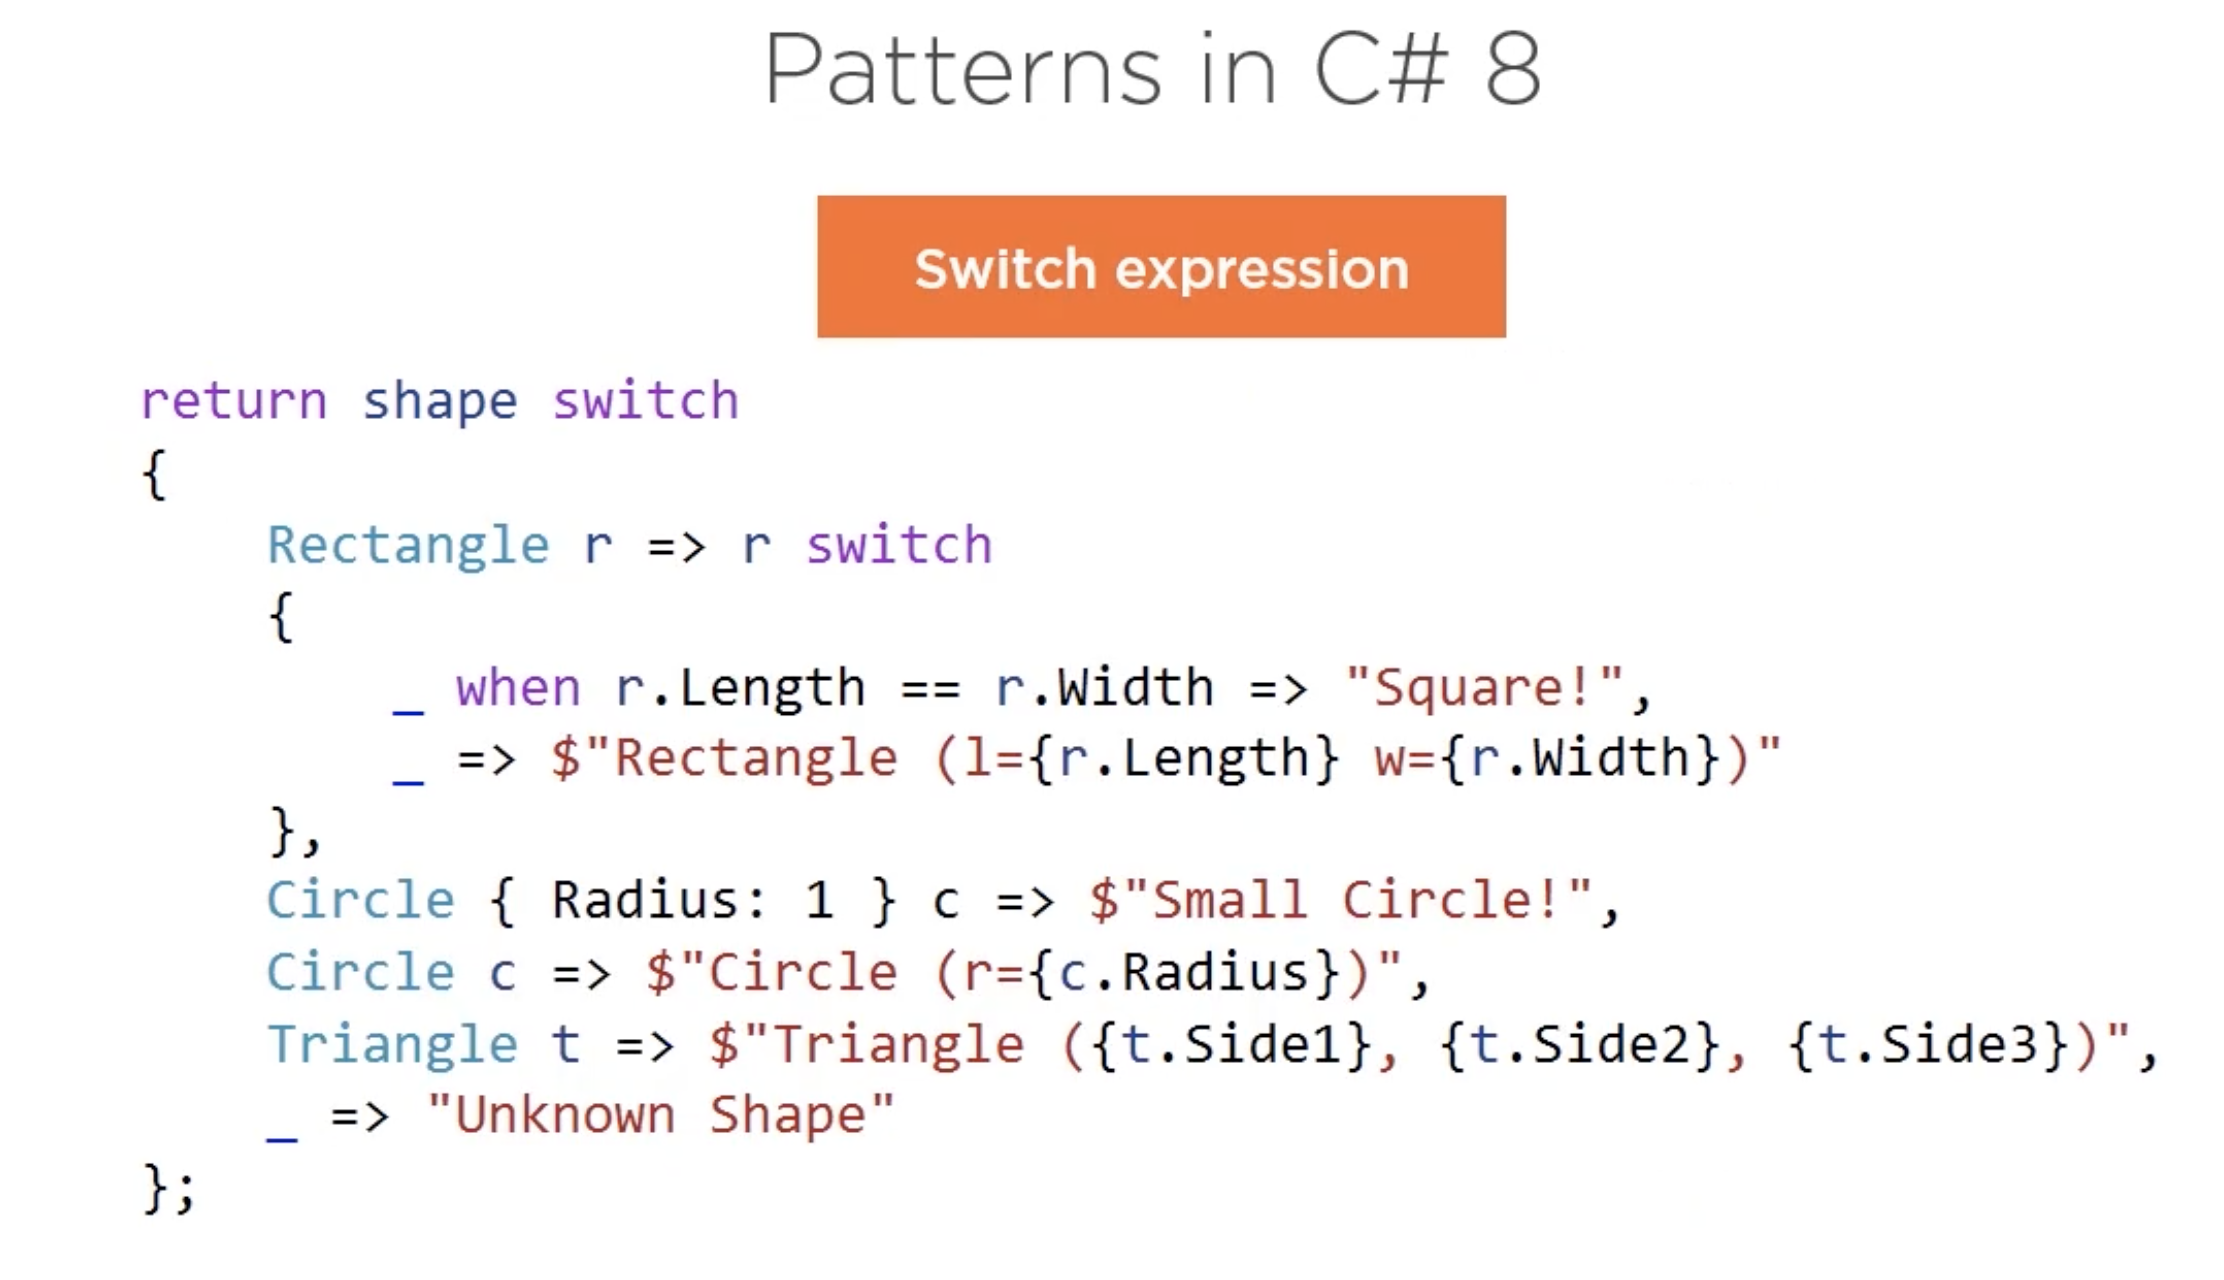 Patterns in C# 8
Switch expression
return shape switch
{
    Rectangle r => r switch
    {
        _ when r.Length == r.Width => "Square!",
        _ => $"Rectangle (l={r.Length} w={r.Width})"
    },
    Circle { Radius: 1 } c => $"Small Circle!",
    Circle c => $"Circle (r={c.Radius})",
    Triangle t => $"Triangle ({t.Side1}, {t.Side2}, {t.Side3})",
    _ => "Unknown Shape"
};